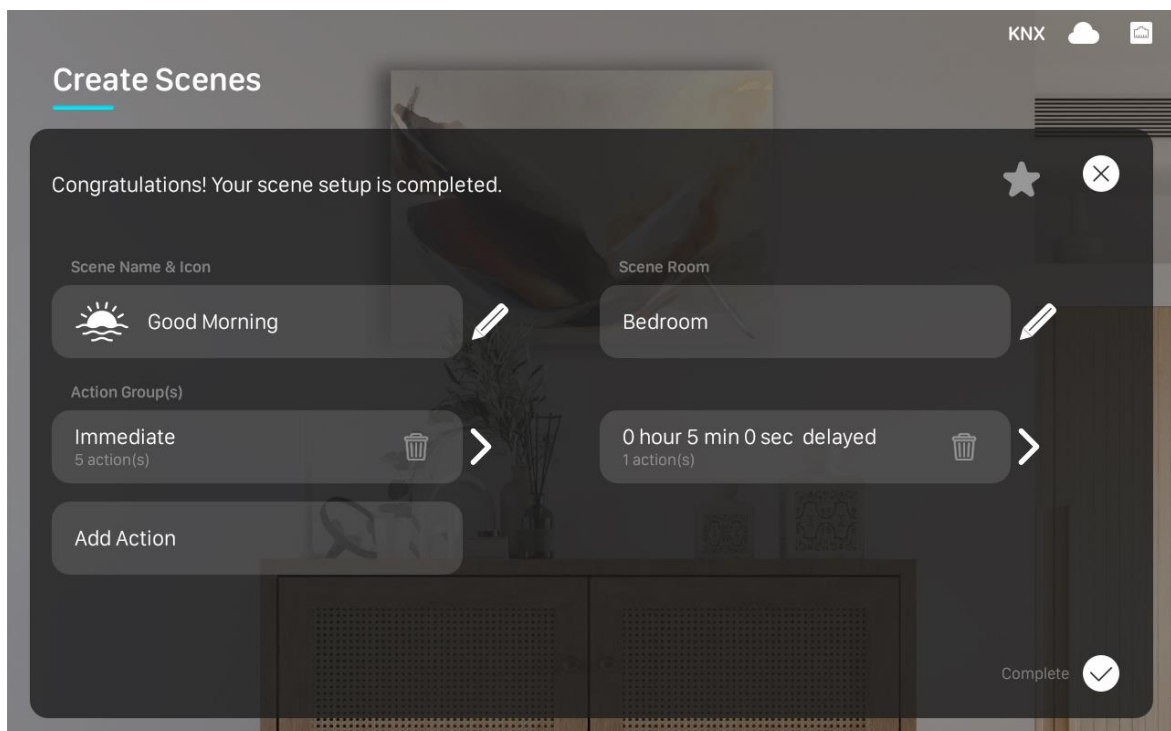 KNX
Create Scenes
Congratulations! Your scene setup is completed.
Scene Name & Icon
Scene Room
Good Morning
Bedroom
Action Group(s)
Immediate
5 action(s)
0 hour 5 min 0 sec delayed
1 action(s)
Add Action
Complete